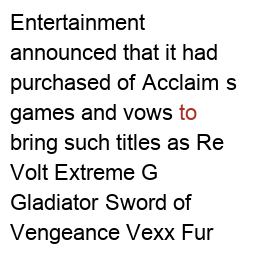 Entertainment
announced that it had
purchased of Acclaim s
games and vows to
bring such titles as Re
Volt Extreme G
Gladiator Sword of
Vengeance Vexx Fur